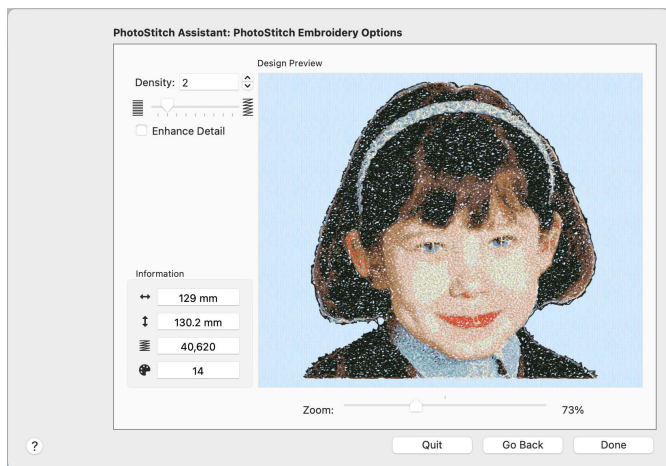 PhotoStitch Assistant: PhotoStitch Embroidery Options
Design Preview
Density: 2
Enhance Detail
Information
129 mm
130.2 mm
40,620
14
Zoom: 73%
? Quit Go Back Done